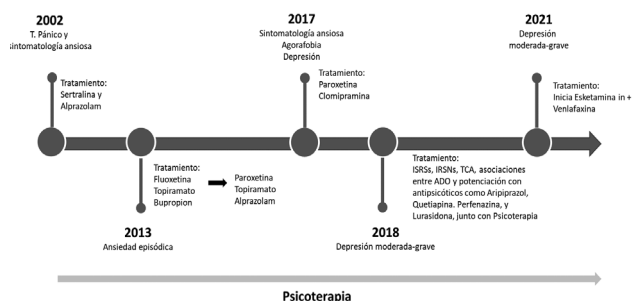 2002
T. Pánico y
sintomatología ansiosa
Tratamiento:
Sertralina y
Alprazolam
2017
Sintomatología ansiosa
Agorafobia
Depresión
Tratamiento:
Paroxetina
Clomipramina
2021
Depresión
moderada-grave
Tratamiento:
Inicia Esketamina in +
Venlafaxina
Tratamiento:
Fluoxetina
Topiramato
Bupropion
Paroxetina
Topiramato
Alprazolam
2013
Ansiedad episódica
Tratamiento:
ISRSs, IRSNs, TCA, asociaciones
entre ADO y potenciación con
antipsicóticos como Aripiprazol,
Quetiapina. Perfenazina, y
Lurasidona, junto con Psicoterapia
2018
Depresión moderada-grave
Psicoterapia